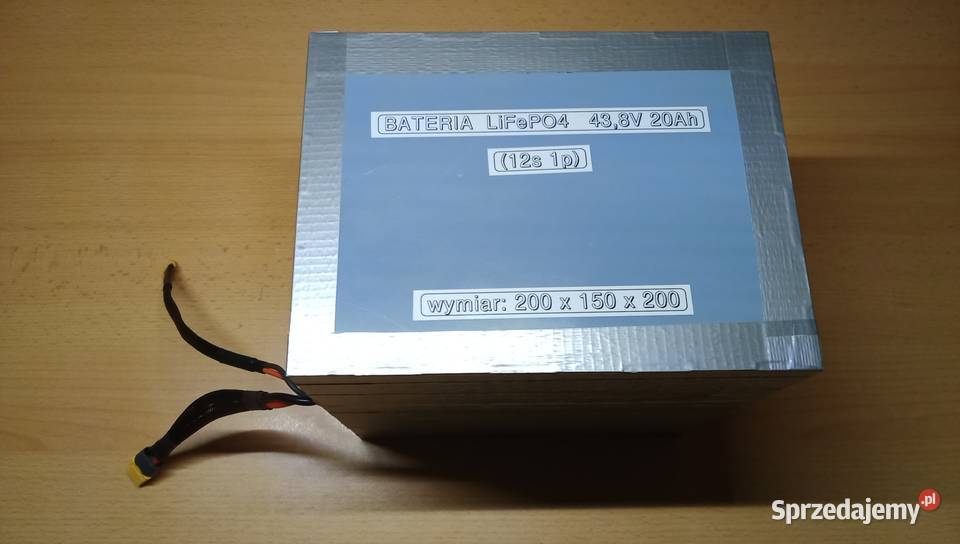 BATERIA LiFePO4 43,8V 20Ah
(12s 1p)
wymiar: 200 x 150 x 200
Sprzedajemy.pl